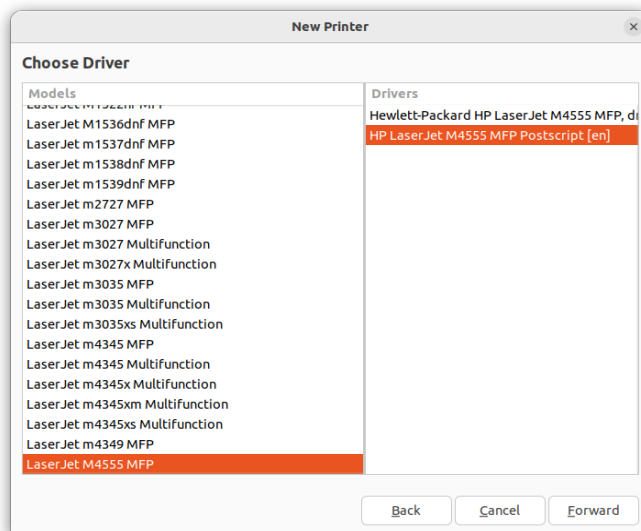 New Printer
Choose Driver
Models
LaserJet M1522nf MFP
LaserJet M1536dnf MFP
LaserJet m1537dnf MFP
LaserJet m1538dnf MFP
LaserJet m1539dnf MFP
LaserJet m2727 MFP
LaserJet m3027 MFP
LaserJet m3027 Multifunction
LaserJet m3027x Multifunction
LaserJet m3035 MFP
LaserJet m3035 Multifunction
LaserJet m3035xs Multifunction
LaserJet m4345 MFP
LaserJet m4345 Multifunction
LaserJet m4345x Multifunction
LaserJet m4345xm Multifunction
LaserJet m4345xs Multifunction
LaserJet m4349 MFP
LaserJet M4555 MFP
Drivers
Hewlett-Packard HP LaserJet M4555 MFP,
HP LaserJet M4555 MFP Postscript [en]
Back
Cancel
Forward